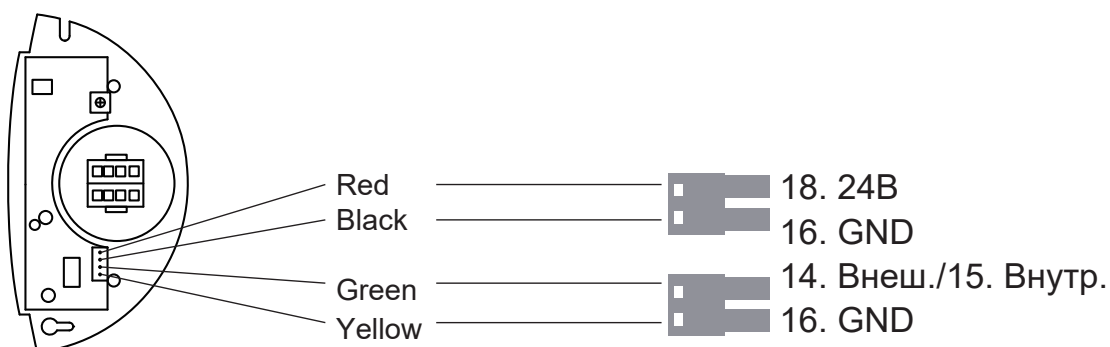 Red 18. 24В
Black 16. GND
Green 14. Внеш./15. Внутр.
Yellow 16. GND